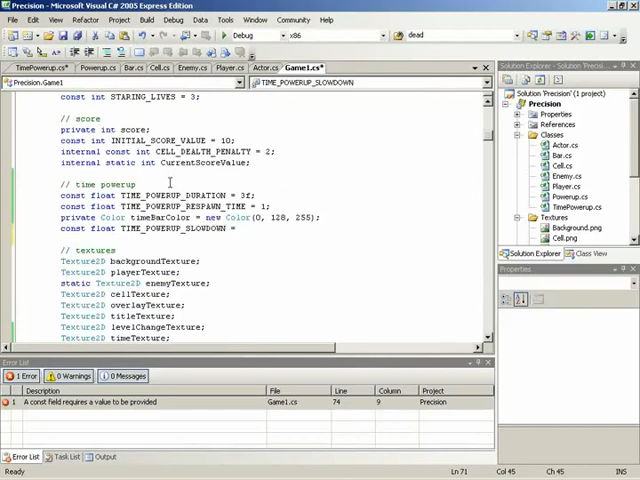 Precision - Microsoft Visual C# 2005 Express Edition
File Edit View Refactor Project Build Debug Data Tools Window Community Help
Debug x86 dead
TimePowerup.cs* Powerup.cs Bar.cs Cell.cs Enemy.cs Player.cs Actor.cs Game1.cs*
Precision.Game1 TIME_POWERUP_SLOWDOWN
const int STARING_LIVES = 3;
// score
private int score;
const int INITIAL_SCORE_VALUE = 10;
internal const int CELL_DEALTH_PENALTY = 2;
internal static int CurrentScoreValue;
// time powerup
const float TIME_POWERUP_DURATION = 3f;
const float TIME_POWERUP_RESPAWN_TIME = 1;
private Color timeBarColor = new Color(0, 128, 255);
const float TIME_POWERUP_SLOWDOWN =
// textures
Texture2D backgroundTexture;
Texture2D playerTexture;
static Texture2D enemyTexture;
Texture2D cellTexture;
Texture2D overlayTexture;
Texture2D titleTexture;
Texture2D levelChangeTexture;
Texture2D timeTexture;
Solution Explorer - Solution 'Precisio...
Solution 'Precision' (1 project)
Precision
Properties
References
Classes
Actor.cs
Bar.cs
Cell.cs
Enemy.cs
Player.cs
Powerup.cs
TimePowerup.cs
Textures
Background.png
Cell.png
Solution Explorer Class View
Properties
Error List
1 Error 0 Warnings 0 Messages
Description File Line Column Project
1 A const field requires a value to be provided Game1.cs 74 9 Precision
Error List Task List Output
Ready Ln 71 Col 45 Ch 45 INS